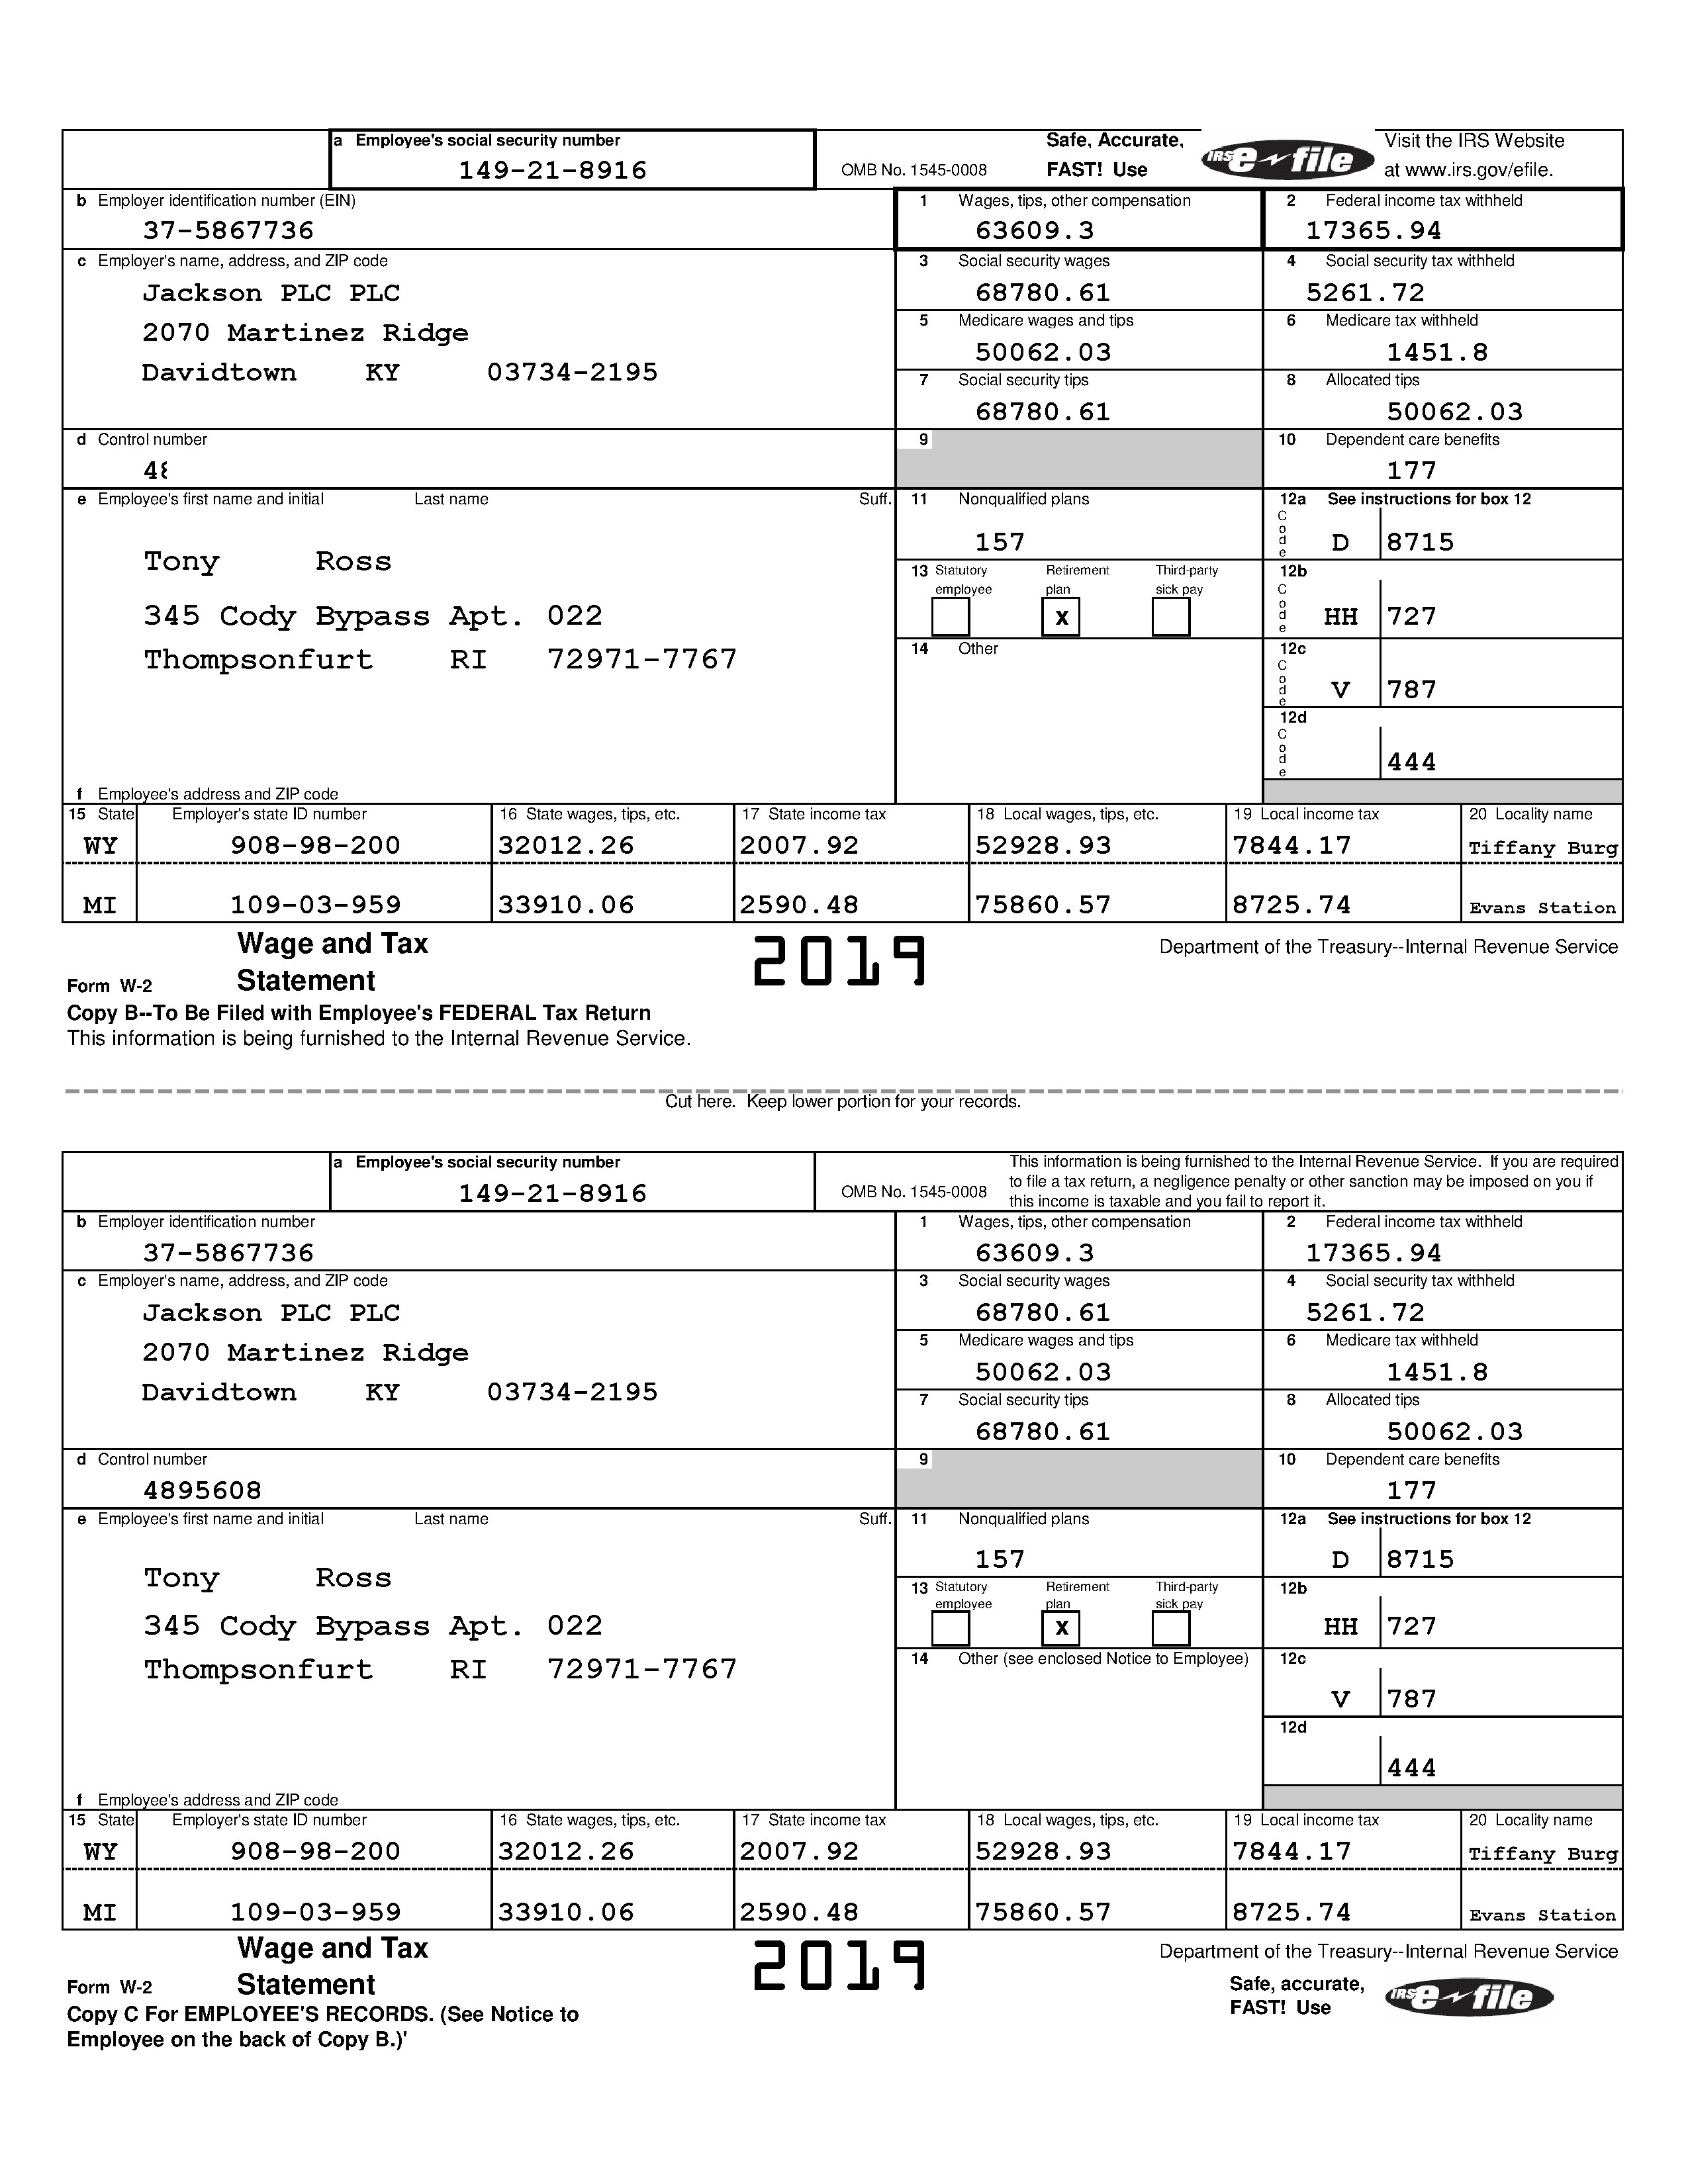 a Employee's social security number
149-21-8916
OMB No. 1545-0008
Safe, Accurate,
FAST! Use
IRS e~file
Visit the IRS Website
at www.irs.gov/efile.
b Employer identification number (EIN)
37-5867736
1 Wages, tips, other compensation
63609.3
2 Federal income tax withheld
17365.94
c Employer's name, address, and ZIP code
Jackson PLC PLC
2070 Martinez Ridge
Davidtown KY 03734-2195
3 Social security wages
68780.61
4 Social security tax withheld
5261.72
5 Medicare wages and tips
50062.03
6 Medicare tax withheld
1451.8
7 Social security tips
68780.61
8 Allocated tips
50062.03
d Control number
4
9
10 Dependent care benefits
177
e Employee's first name and initial Last name Suff.
Tony Ross
345 Cody Bypass Apt. 022
Thompsonfurt RI 72971-7767
f Employee's address and ZIP code
11 Nonqualified plans
157
12a See instructions for box 12
Code D 8715
13 Statutory employee Retirement plan Third-party sick pay
X
12b
Code HH 727
14 Other
12c
Code V 787
12d
Code 444
15 State Employer's state ID number 16 State wages, tips, etc. 17 State income tax 18 Local wages, tips, etc. 19 Local income tax 20 Locality name
WY 908-98-200 32012.26 2007.92 52928.93 7844.17 Tiffany Burg
MI 109-03-959 33910.06 2590.48 75860.57 8725.74 Evans Station
Form W-2 Wage and Tax
Statement
2019
Department of the Treasury--Internal Revenue Service
Copy B--To Be Filed with Employee's FEDERAL Tax Return
This information is being furnished to the Internal Revenue Service.
Cut here. Keep lower portion for your records.
a Employee's social security number
149-21-8916
OMB No. 1545-0008
This information is being furnished to the Internal Revenue Service. If you are required
to file a tax return, a negligence penalty or other sanction may be imposed on you if
this income is taxable and you fail to report it.
b Employer identification number
37-5867736
1 Wages, tips, other compensation
63609.3
2 Federal income tax withheld
17365.94
c Employer's name, address, and ZIP code
Jackson PLC PLC
2070 Martinez Ridge
Davidtown KY 03734-2195
3 Social security wages
68780.61
4 Social security tax withheld
5261.72
5 Medicare wages and tips
50062.03
6 Medicare tax withheld
1451.8
7 Social security tips
68780.61
8 Allocated tips
50062.03
d Control number
4895608
9
10 Dependent care benefits
177
e Employee's first name and initial Last name Suff.
Tony Ross
345 Cody Bypass Apt. 022
Thompsonfurt RI 72971-7767
f Employee's address and ZIP code
11 Nonqualified plans
157
12a See instructions for box 12
D 8715
13 Statutory employee Retirement plan Third-party sick pay
X
12b
HH 727
14 Other (see enclosed Notice to Employee)
12c
V 787
12d
444
15 State Employer's state ID number 16 State wages, tips, etc. 17 State income tax 18 Local wages, tips, etc. 19 Local income tax 20 Locality name
WY 908-98-200 32012.26 2007.92 52928.93 7844.17 Tiffany Burg
MI 109-03-959 33910.06 2590.48 75860.57 8725.74 Evans Station
Form W-2 Wage and Tax
Statement
2019
Department of the Treasury--Internal Revenue Service
Safe, accurate,
FAST! Use
IRS e~file
Copy C For EMPLOYEE'S RECORDS. (See Notice to
Employee on the back of Copy B.)'